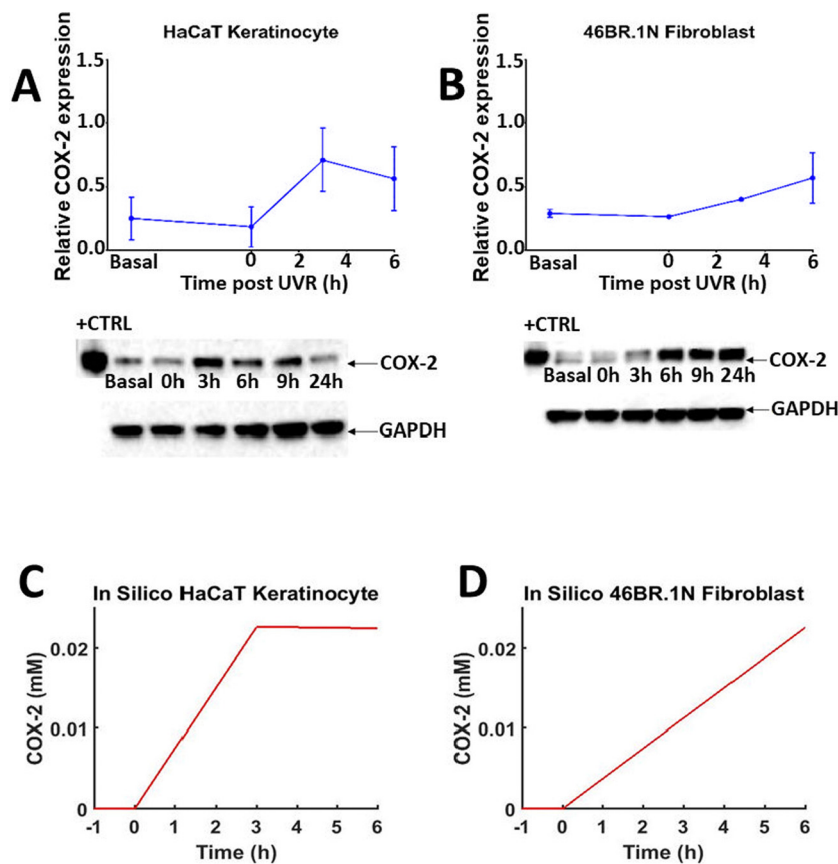 HaCaT Keratinocyte
A
Relative COX-2 expression
1.5
1.0
0.5
0.0
Basal 0 2 4 6
Time post UVR (h)
+CTRL
Basal 0h 3h 6h 9h 24h
COX-2
GAPDH
46BR.1N Fibroblast
B
Relative COX-2 expression
1.5
1.0
0.5
0.0
Basal 0 2 4 6
Time post UVR (h)
+CTRL
Basal 0h 3h 6h 9h 24h
COX-2
GAPDH
C
In Silico HaCaT Keratinocyte
COX-2 (mM)
0.02
0.01
0
-1 0 1 2 3 4 5 6
Time (h)
D
In Silico 46BR.1N Fibroblast
COX-2 (mM)
0.02
0.01
0
-1 0 1 2 3 4 5 6
Time (h)